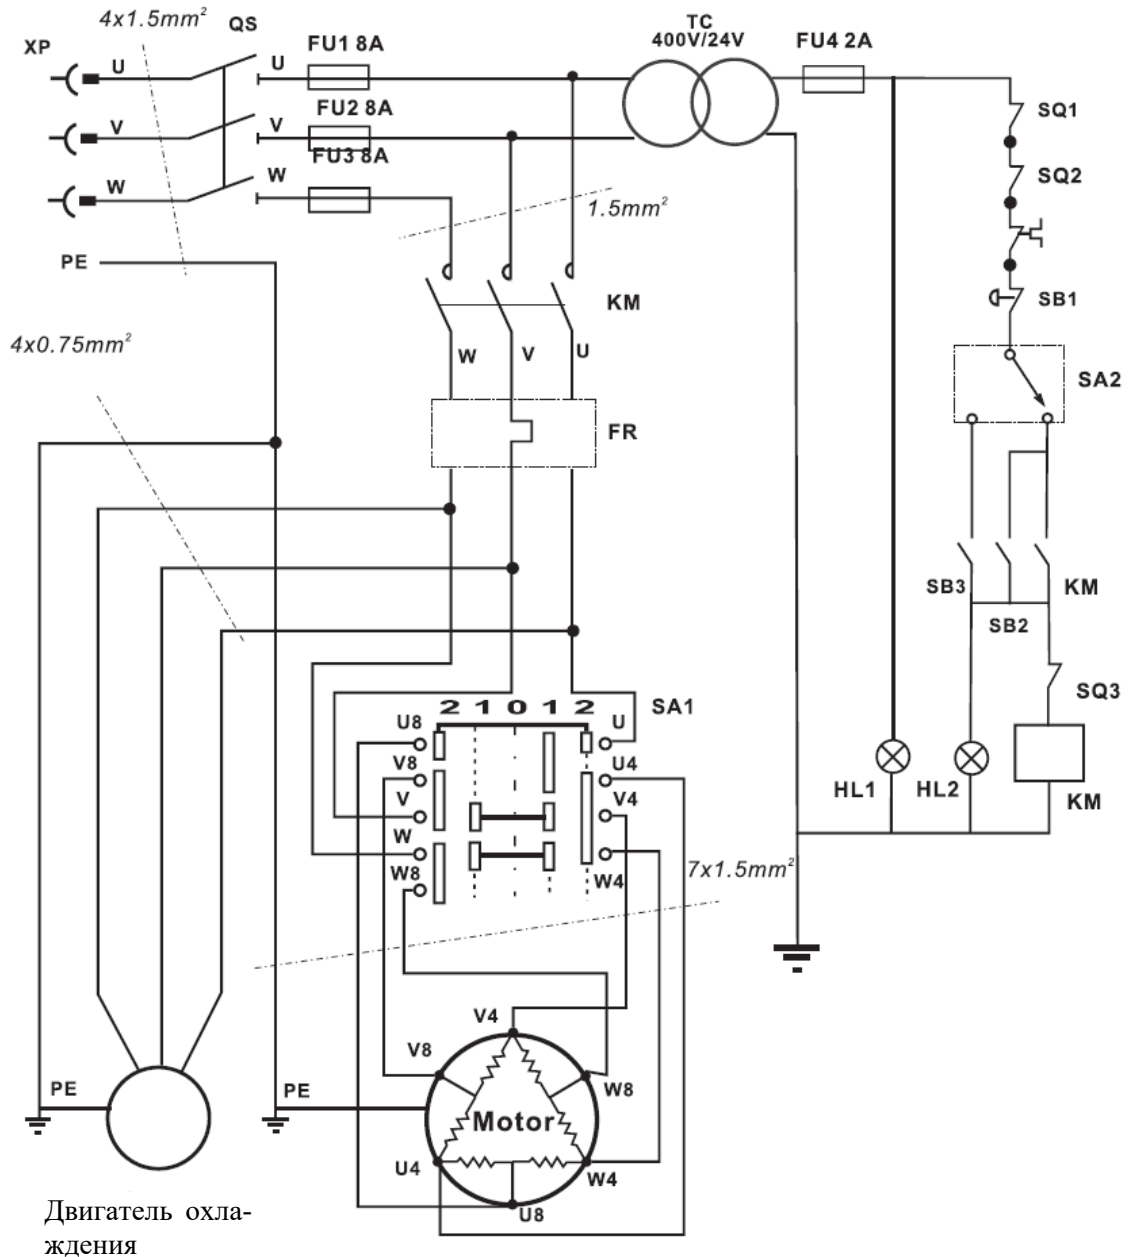 4x1.5mm²
QS
TC
400V/24V
XP
U
U
FU1 8A
FU4 2A
V
V
FU2 8A
SQ1
FU3 8A
W
W
SQ2
1.5mm²
PE
SB1
KM
4x0.75mm²
W
V
U
SA2
FR
SB3
KM
SB2
SQ3
2 1 0 1 2
SA1
U8
U
V8
U4
V
V4
W
W8
W4
HL1
HL2
KM
7x1.5mm²
V4
V8
W8
PE
PE
Motor
U4
W4
U8
Двигатель охла-
ждения